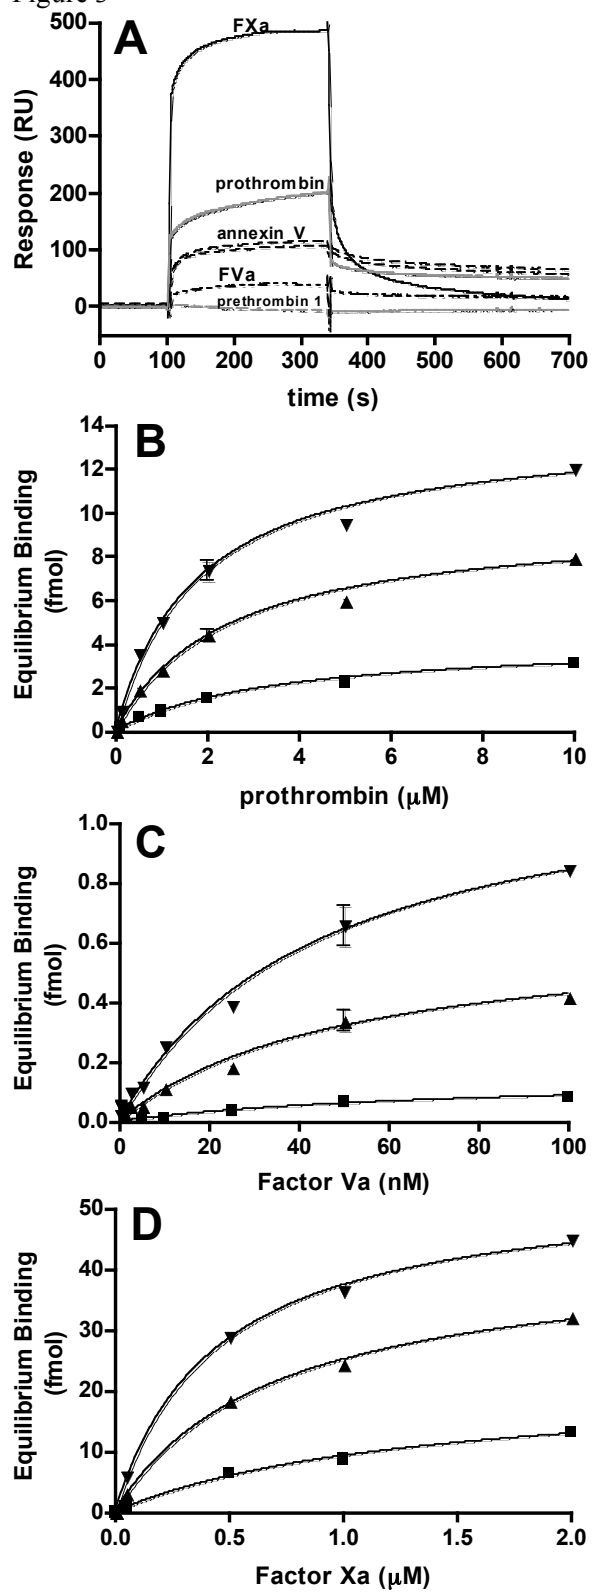 Figure 3
A
Response (RU)
500
400
300
200
100
0
FXa
prothrombin
annexin V
FVa
prethrombin 1
0 100 200 300 400 500 600 700
time (s)
B
Equilibrium Binding
(fmol)
14
12
10
8
6
4
2
0
0 2 4 6 8 10
prothrombin (μM)
C
Equilibrium Binding
(fmol)
1.0
0.8
0.6
0.4
0.2
0.0
0 20 40 60 80 100
Factor Va (nM)
D
Equilibrium Binding
(fmol)
50
40
30
20
10
0
0.0 0.5 1.0 1.5 2.0
Factor Xa (μM)